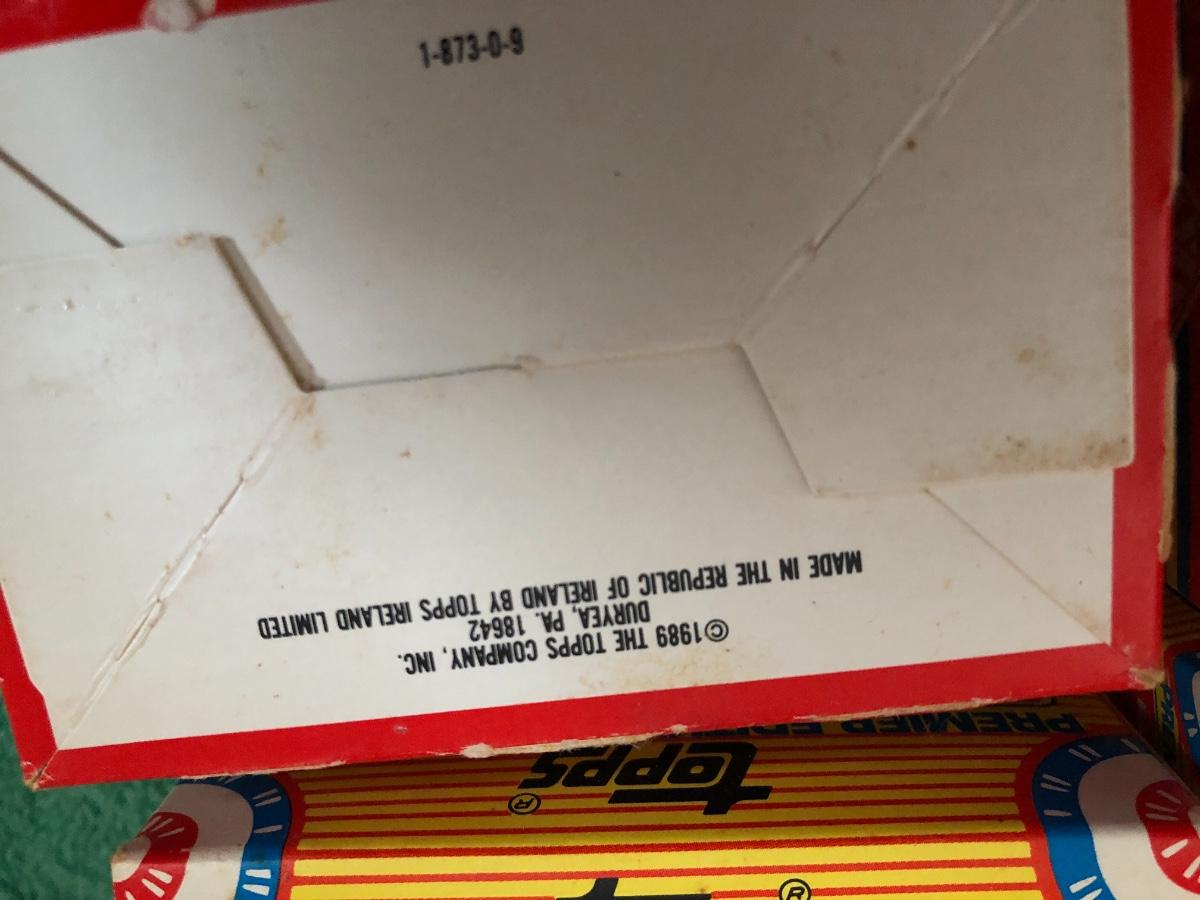 1-873-0-9
©1989 THE TOPPS COMPANY, INC.
DURYEA, PA. 18642
MADE IN THE REPUBLIC OF IRELAND BY TOPPS IRELAND LIMITED
PREMIER
topps®
®